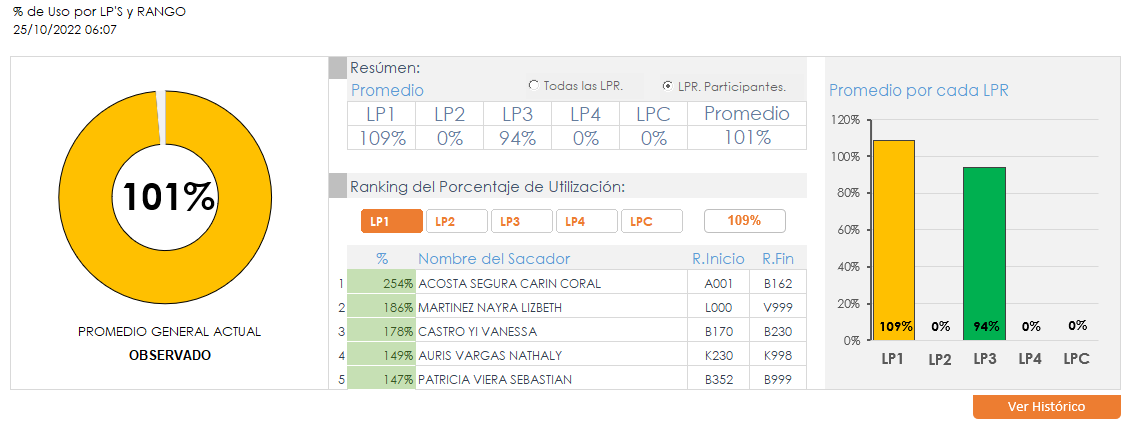 % de Uso por LP'S y RANGO
25/10/2022 06:07
101%
PROMEDIO GENERAL ACTUAL
OBSERVADO
Resúmen:
Promedio
Todas las LPR.
LPR. Participantes.
LP1 LP2 LP3 LP4 LPC Promedio
109% 0% 94% 0% 0% 101%
Ranking del Porcentaje de Utilización:
LP1 LP2 LP3 LP4 LPC 109%
% Nombre del Sacador R.Inicio R.Fin
1 254% ACOSTA SEGURA CARIN CORAL A001 B162
2 186% MARTINEZ NAYRA LIZBETH L000 V999
3 178% CASTRO YI VANESSA B170 B230
4 149% AURIS VARGAS NATHALY K230 K998
5 147% PATRICIA VIERA SEBASTIAN B352 B999
Promedio por cada LPR
120%
100%
80%
60%
40%
20%
0%
109% 0% 94% 0% 0%
LP1 LP2 LP3 LP4 LPC
Ver Histórico